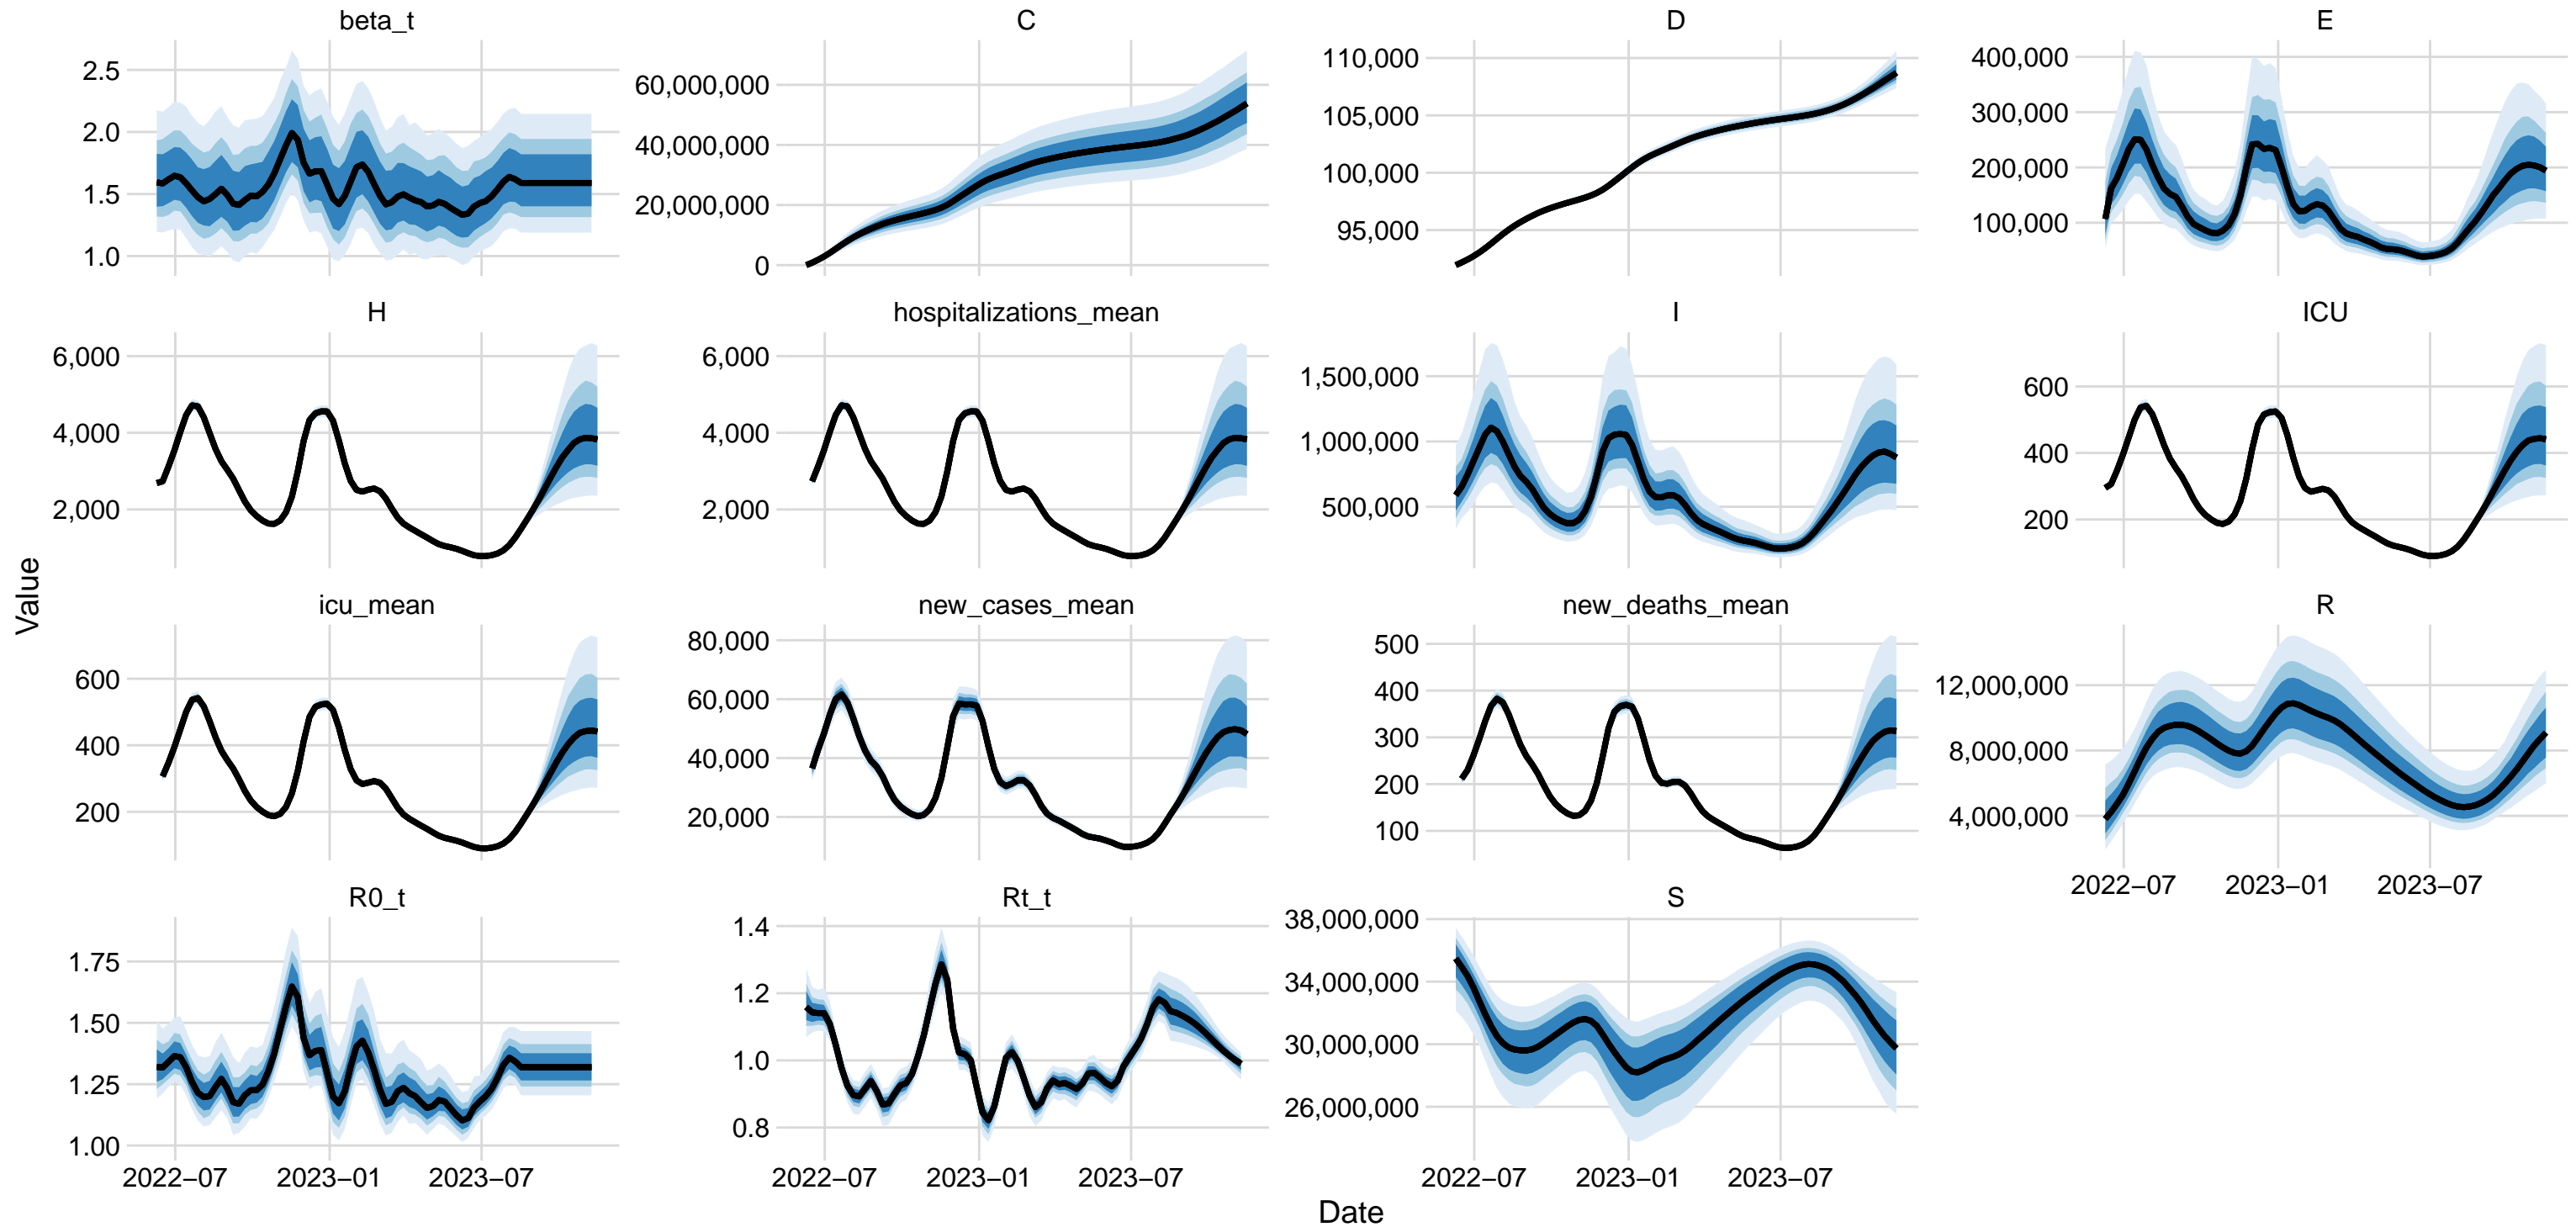 beta_t
C
D
E
2.5
2.0
1.5
1.0
60,000,000
40,000,000
20,000,000
0
110,000
105,000
100,000
95,000
400,000
300,000
200,000
100,000
H
hospitalizations_mean
I
ICU
6,000
4,000
2,000
6,000
4,000
2,000
1,500,000
1,000,000
500,000
600
400
200
Value
icu_mean
new_cases_mean
new_deaths_mean
R
600
400
200
80,000
60,000
40,000
20,000
500
400
300
200
100
12,000,000
8,000,000
4,000,000
2022−07 2023−01 2023−07
R0_t
Rt_t
S
1.75
1.50
1.25
1.00
1.4
1.2
1.0
0.8
38,000,000
34,000,000
30,000,000
26,000,000
2022−07 2023−01 2023−07
2022−07 2023−01 2023−07
2022−07 2023−01 2023−07
Date